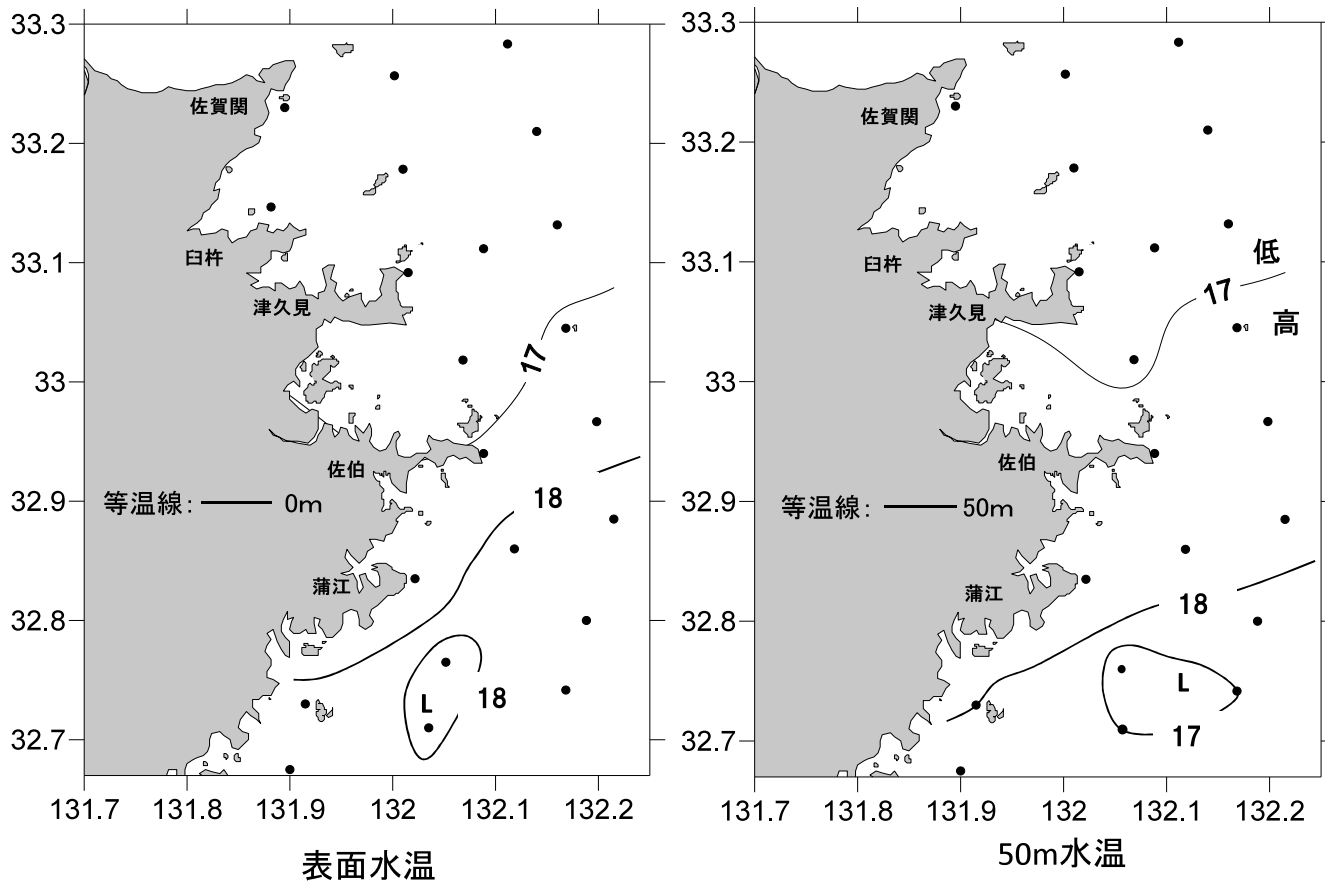 33.3
33.2
33.1
33
32.9
32.8
32.7
131.7 131.8 131.9 132 132.1 132.2
佐賀関
臼杵
津久見
佐伯
蒲江
等温線: 0m
17
18
18
L
表面水温
33.3
33.2
33.1
33
32.9
32.8
32.7
131.7 131.8 131.9 132 132.1 132.2
佐賀関
臼杵
津久見
佐伯
蒲江
等温線: 50m
低
17
高
18
L
17
50m水温